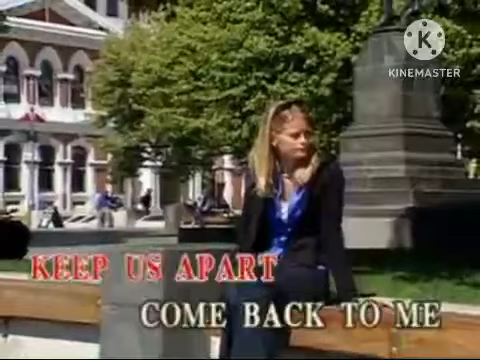 K
KINEMASTER
KEEP US APART
COME BACK TO ME